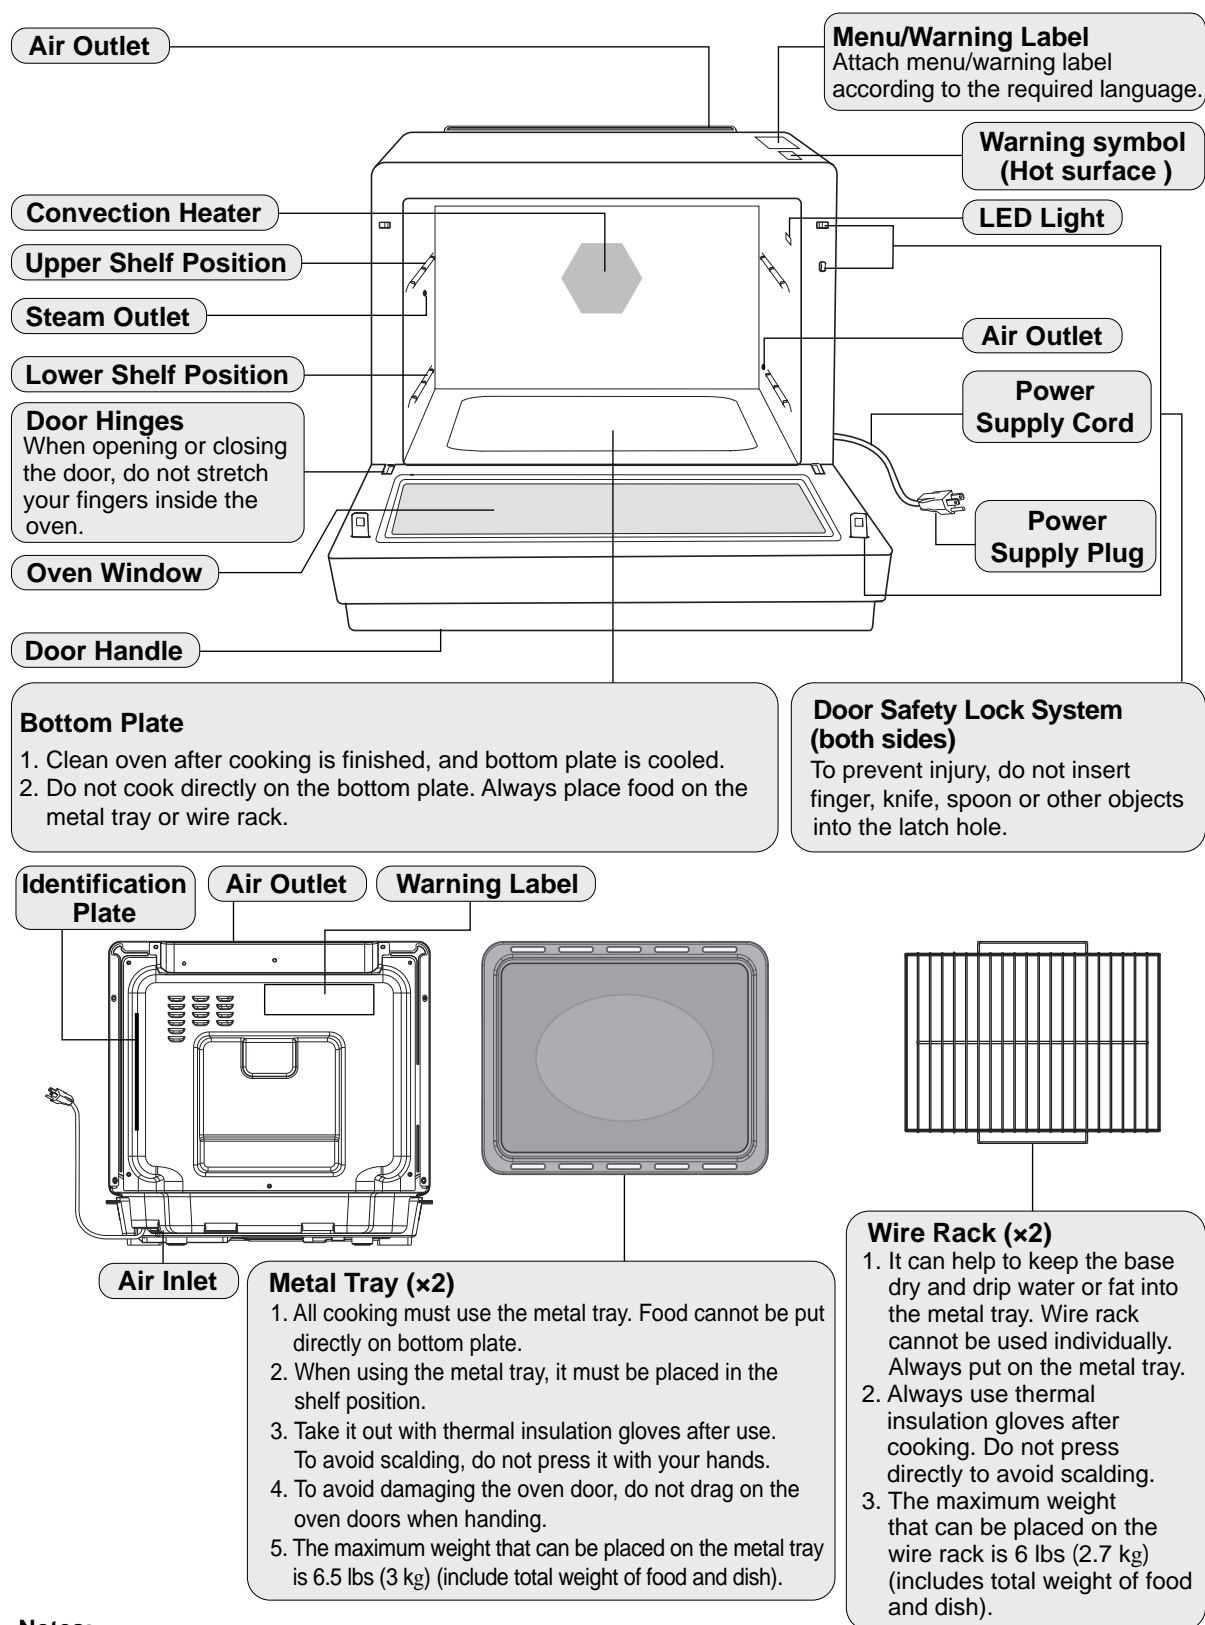 Air Outlet
Menu/Warning Label
Attach menu/warning label
according to the required language.
Warning symbol
(Hot surface )
Convection Heater
LED Light
Upper Shelf Position
Steam Outlet
Air Outlet
Lower Shelf Position
Power
Supply Cord
Door Hinges
When opening or closing
the door, do not stretch
your fingers inside the
oven.
Power
Supply Plug
Oven Window
Door Handle
Bottom Plate
1. Clean oven after cooking is finished, and bottom plate is cooled.
2. Do not cook directly on the bottom plate. Always place food on the
metal tray or wire rack.
Door Safety Lock System
(both sides)
To prevent injury, do not insert
finger, knife, spoon or other objects
into the latch hole.
Identification
Plate
Air Outlet
Warning Label
Air Inlet
Metal Tray (×2)
1. All cooking must use the metal tray. Food cannot be put
directly on bottom plate.
2. When using the metal tray, it must be placed in the
shelf position.
3. Take it out with thermal insulation gloves after use.
To avoid scalding, do not press it with your hands.
4. To avoid damaging the oven door, do not drag on the
oven doors when handing.
5. The maximum weight that can be placed on the metal tray
is 6.5 lbs (3 kg) (include total weight of food and dish).
Wire Rack (×2)
1. It can help to keep the base
dry and drip water or fat into
the metal tray. Wire rack
cannot be used individually.
Always put on the metal tray.
2. Always use thermal
insulation gloves after
cooking. Do not press
directly to avoid scalding.
3. The maximum weight
that can be placed on the
wire rack is 6 lbs (2.7 kg)
(includes total weight of food
and dish).